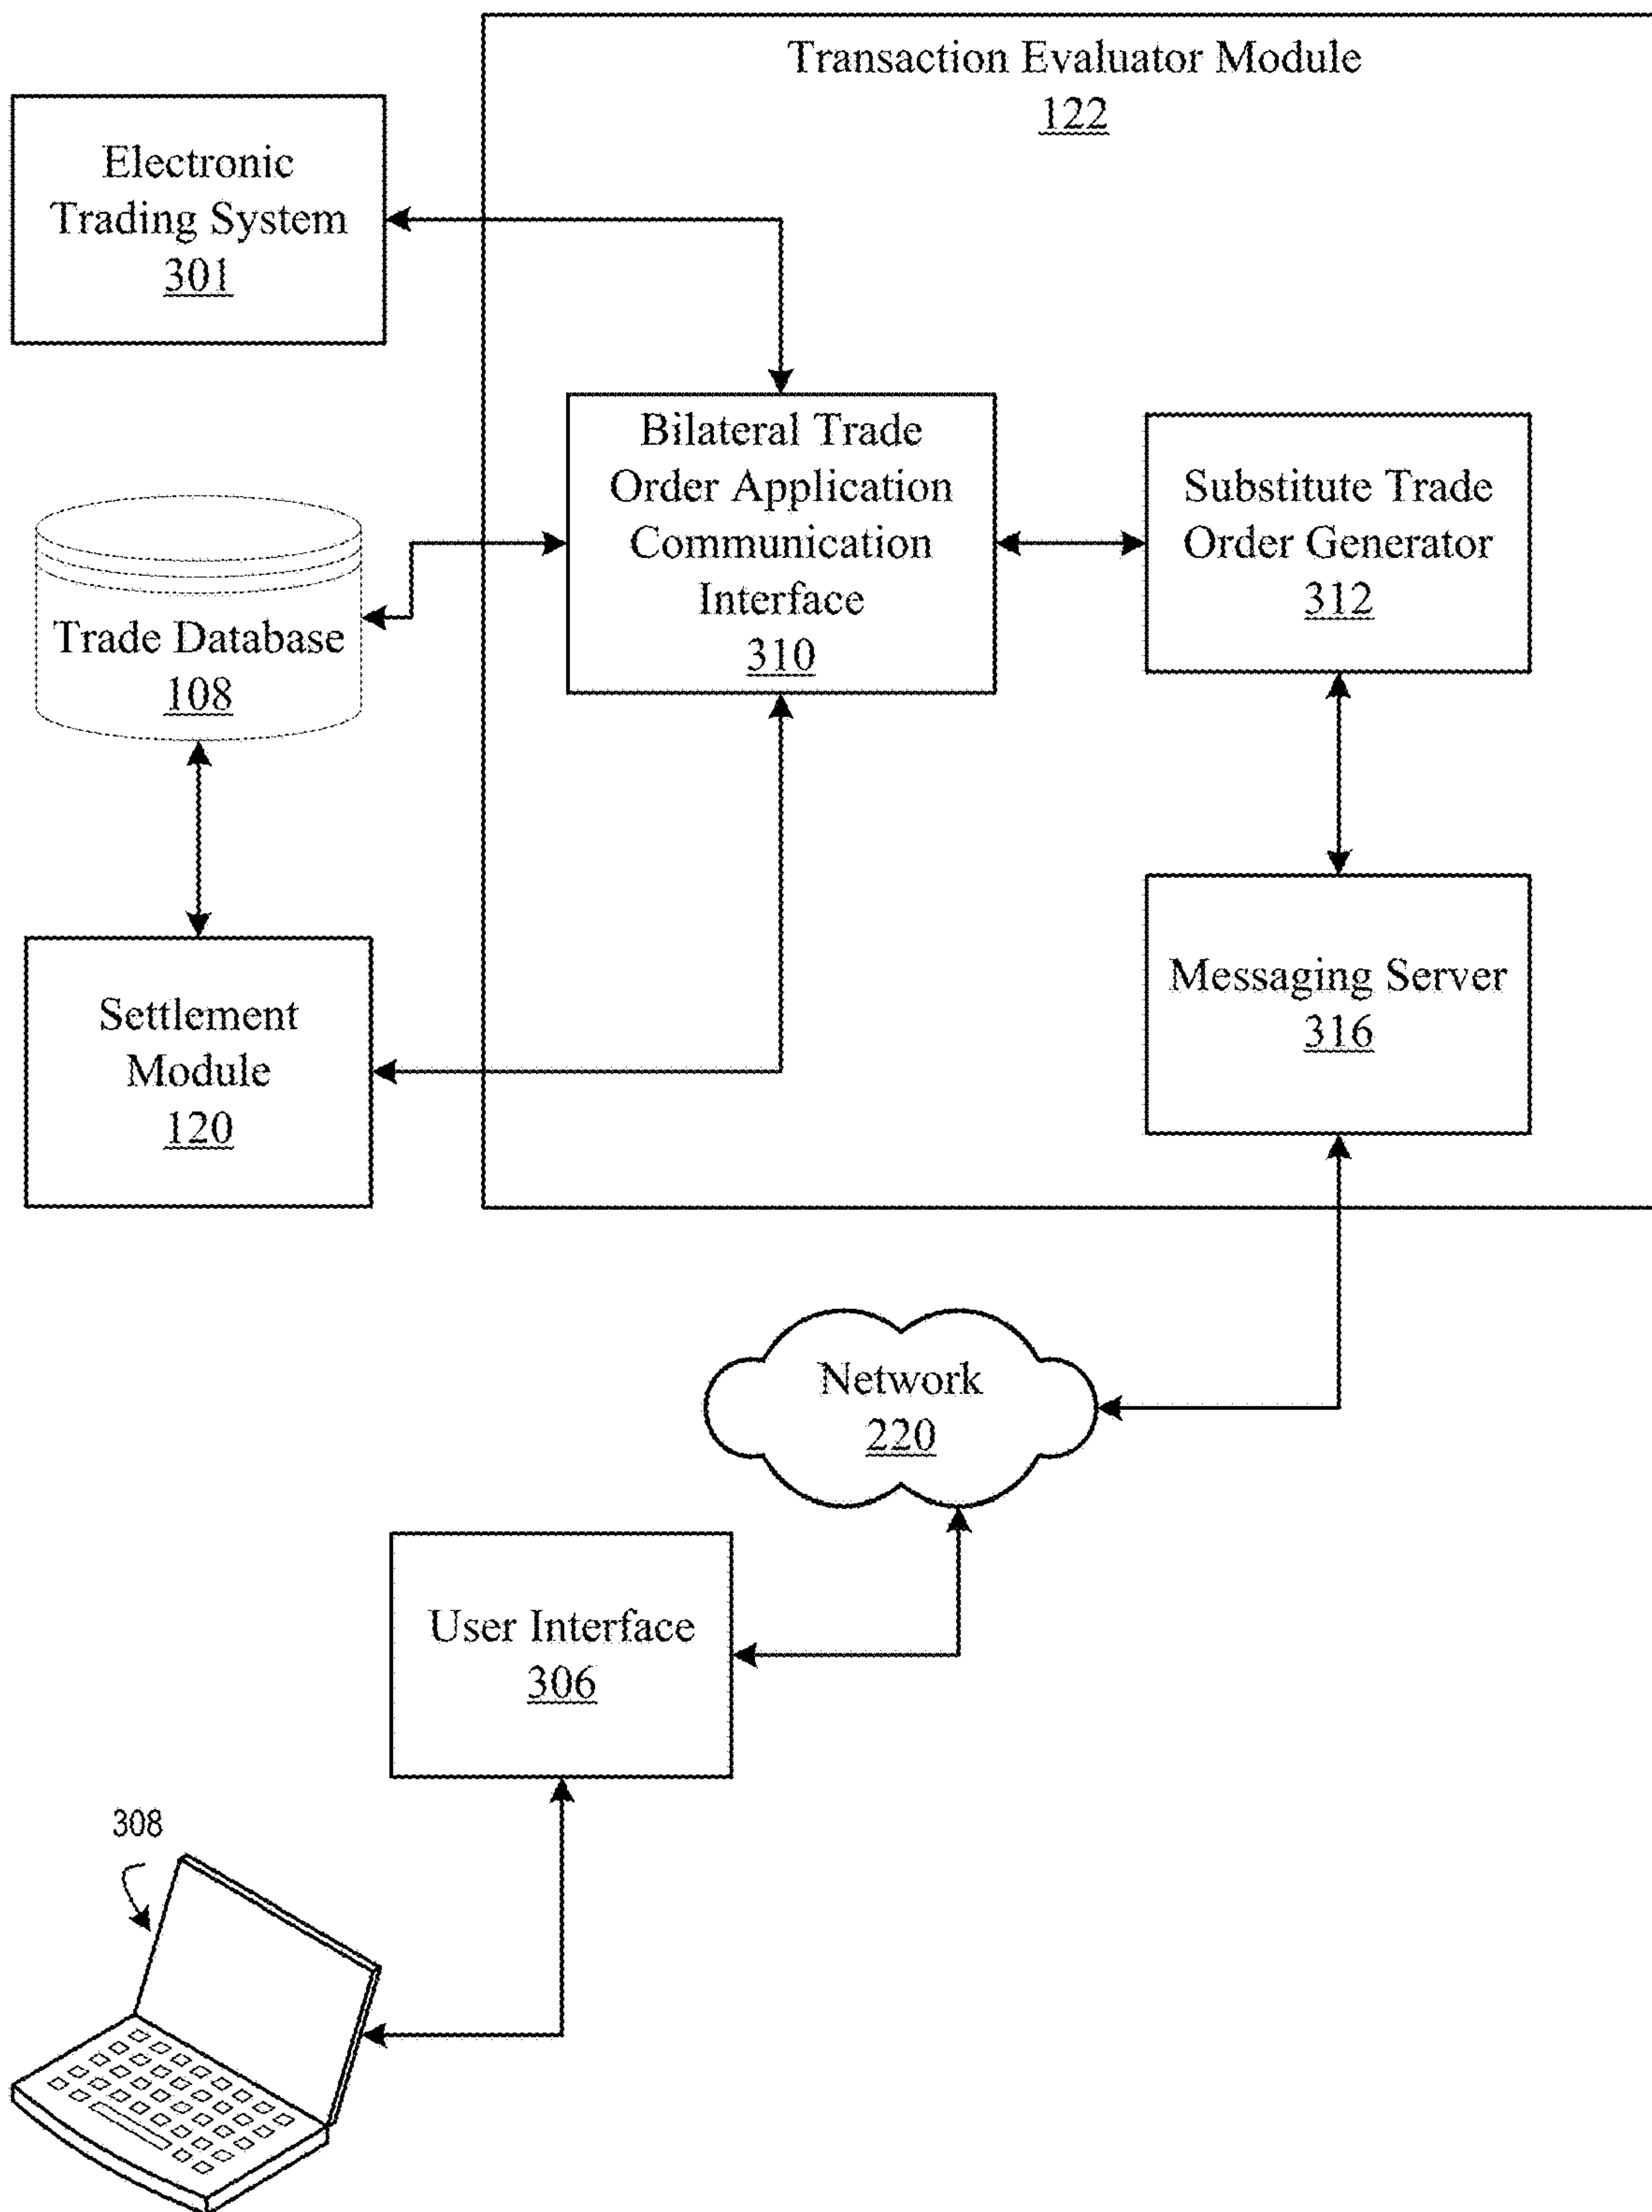 Transaction Evaluator Module
122
Electronic
Trading System
301
Bilateral Trade
Order Application
Communication
Interface
310
Substitute Trade
Order Generator
312
Trade Database
108
Settlement
Module
120
Messaging Server
316
Network
220
User Interface
306
308